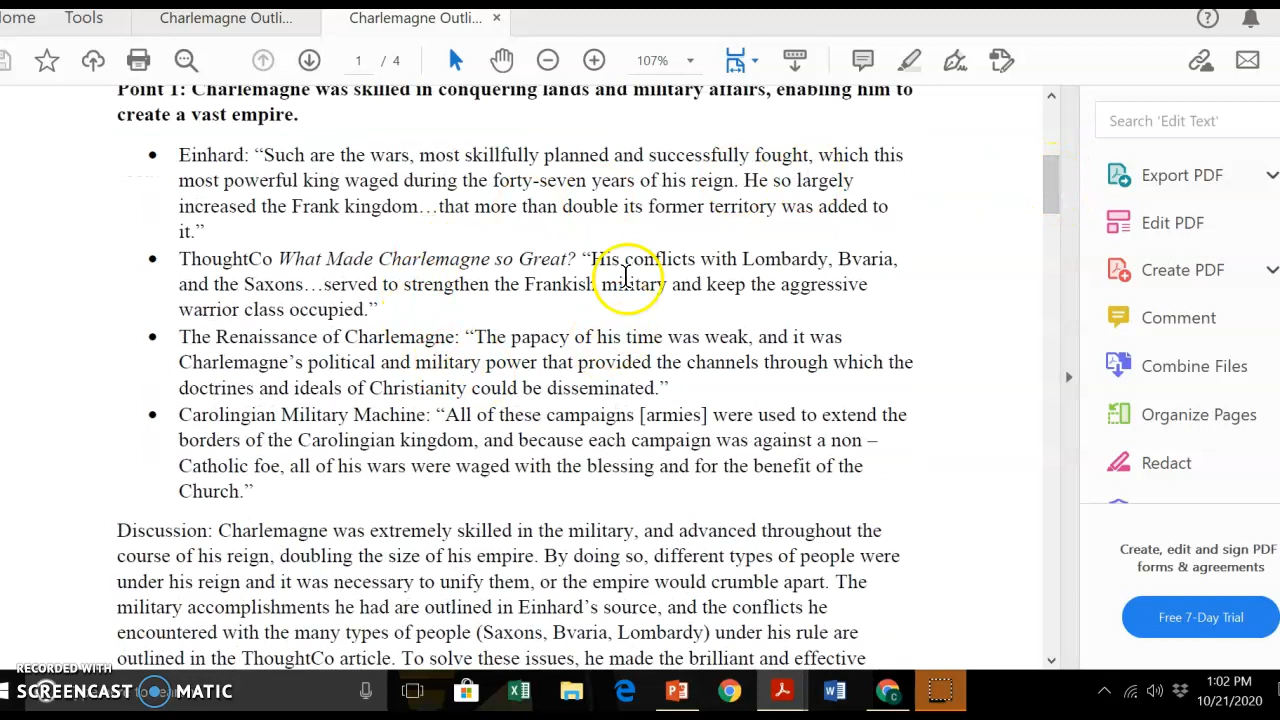 ome
Tools
Charlemagne Outli...
Charlemagne Outli...
1 / 4
107%
Point 1: Charlemagne was skilled in conquering lands and military affairs, enabling him to
create a vast empire.
• Einhard: “Such are the wars, most skillfully planned and successfully fought, which this
most powerful king waged during the forty-seven years of his reign. He so largely
increased the Frank kingdom…that more than double its former territory was added to
it.”
• ThoughtCo What Made Charlemagne so Great? “His conflicts with Lombardy, Bvaria,
and the Saxons…served to strengthen the Frankish military and keep the aggressive
warrior class occupied.”
• The Renaissance of Charlemagne: “The papacy of his time was weak, and it was
Charlemagne’s political and military power that provided the channels through which the
doctrines and ideals of Christianity could be disseminated.”
• Carolingian Military Machine: “All of these campaigns [armies] were used to extend the
borders of the Carolingian kingdom, and because each campaign was against a non –
Catholic foe, all of his wars were waged with the blessing and for the benefit of the
Church.”
Discussion: Charlemagne was extremely skilled in the military, and advanced throughout the
course of his reign, doubling the size of his empire. By doing so, different types of people were
under his reign and it was necessary to unify them, or the empire would crumble apart. The
military accomplishments he had are outlined in Einhard’s source, and the conflicts he
encountered with the many types of people (Saxons, Bvaria, Lombardy) under his rule are
outlined in the ThoughtCo article. To solve these issues, he made the brilliant and effective
Search 'Edit Text'
Export PDF
Edit PDF
Create PDF
Comment
Combine Files
Organize Pages
Redact
Create, edit and sign PDF
forms & agreements
Free 7-Day Trial
RECORDED WITH
SCREENCAST MATIC
1:02 PM
10/21/2020